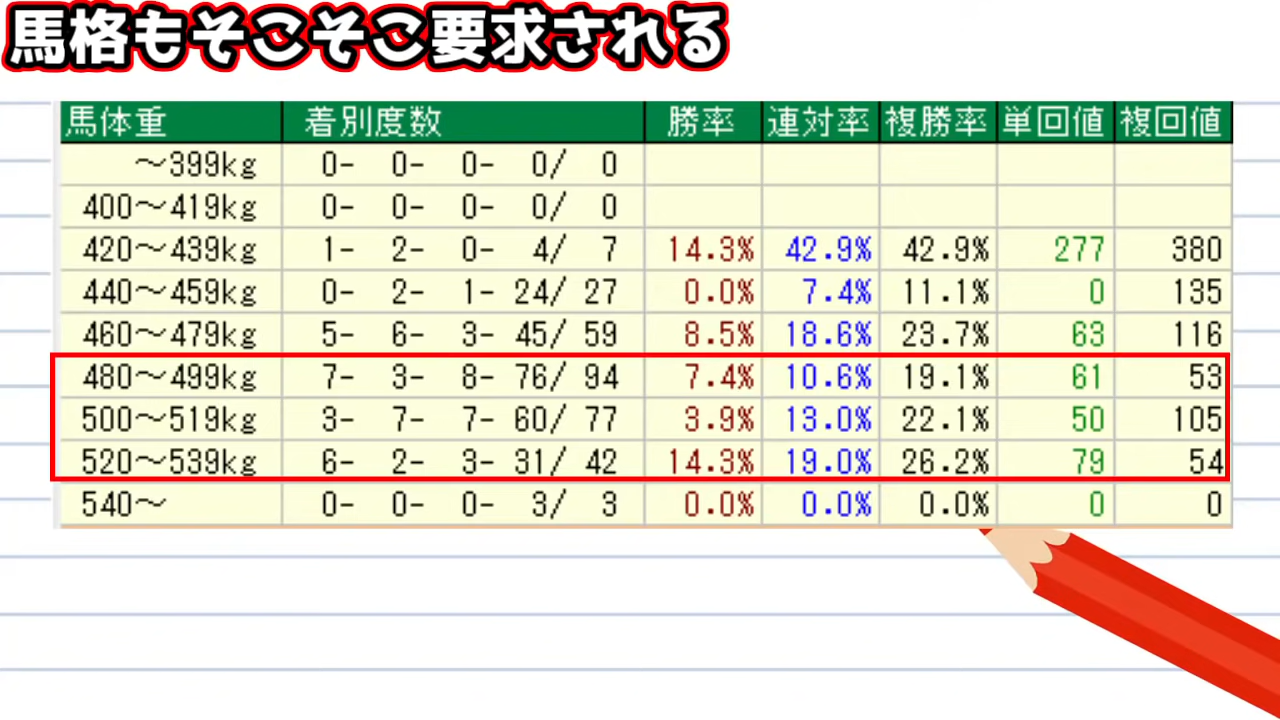 馬格もそこそこ要求される
馬体重 着別度数 勝率 連対率 複勝率 単回値 複回値
～399kg 0- 0- 0- 0/ 0
400～419kg 0- 0- 0- 0/ 0
420～439kg 1- 2- 0- 4/ 7 14.3% 42.9% 42.9% 277 380
440～459kg 0- 2- 1- 24/ 27 0.0% 7.4% 11.1% 0 135
460～479kg 5- 6- 3- 45/ 59 8.5% 18.6% 23.7% 63 116
480～499kg 7- 3- 8- 76/ 94 7.4% 10.6% 19.1% 61 53
500～519kg 3- 7- 7- 60/ 77 3.9% 13.0% 22.1% 50 105
520～539kg 6- 2- 3- 31/ 42 14.3% 19.0% 26.2% 79 54
540～ 0- 0- 0- 3/ 3 0.0% 0.0% 0.0% 0 0